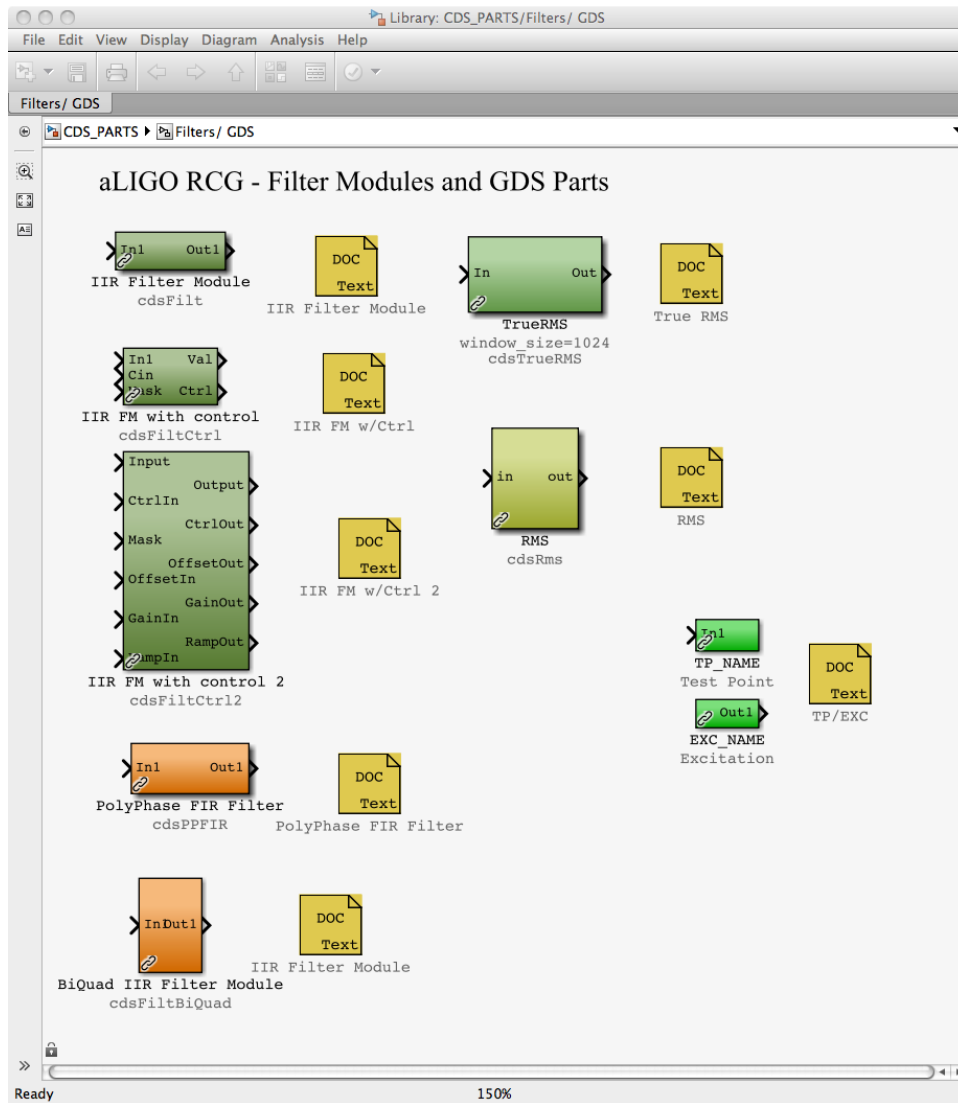 Library: CDS_PARTS/Filters/ GDS
File Edit View Display Diagram Analysis Help
Filters/ GDS
CDS_PARTS Filters/ GDS
aLIGO RCG - Filter Modules and GDS Parts
In1 Out1
IIR Filter Module
cdsFilt
DOC
Text
IIR Filter Module
In Out
TrueRMS
window_size=1024
cdsTrueRMS
DOC
Text
True RMS
In1 Val
Cin
Mask Ctrl
IIR FM with control
cdsFiltCtrl
DOC
Text
IIR FM w/Ctrl
in out
RMS
cdsRms
DOC
Text
RMS
Input
Output
CtrlIn
CtrlOut
Mask
OffsetOut
OffsetIn
GainOut
GainIn
RampOut
RampIn
IIR FM with control 2
cdsFiltCtrl2
DOC
Text
IIR FM w/Ctrl 2
In1
TP_NAME
Test Point
Out1
EXC_NAME
Excitation
DOC
Text
TP/EXC
In1 Out1
PolyPhase FIR Filter
cdsPPFIR
DOC
Text
PolyPhase FIR Filter
In1 Out1
BiQuad IIR Filter Module
cdsFiltBiQuad
DOC
Text
IIR Filter Module
Ready 150%